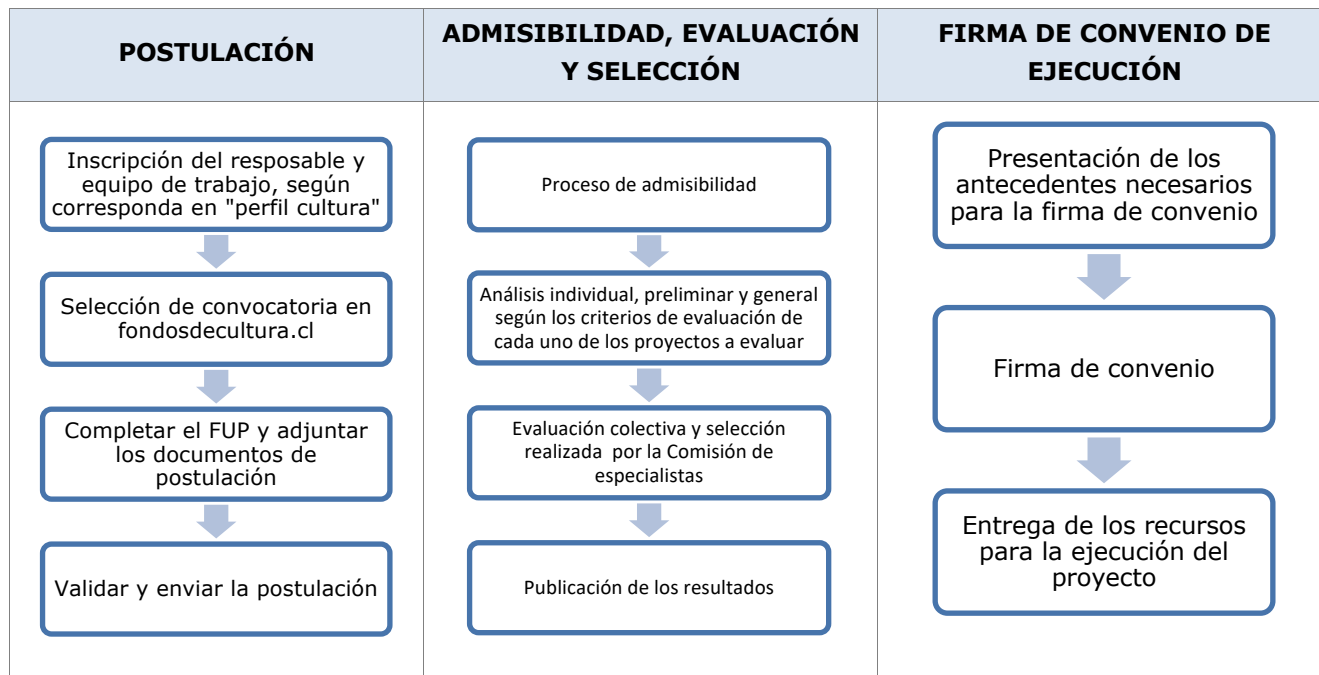 POSTULACIÓN
ADMISIBILIDAD, EVALUACIÓN
Y SELECCIÓN
FIRMA DE CONVENIO DE
EJECUCIÓN
Inscripción del resposable y
equipo de trabajo, según
corresponda en "perfil cultura"
Selección de convocatoria en
fondosdecultura.cl
Completar el FUP y adjuntar
los documentos de
postulación
Validar y enviar la postulación
Proceso de admisibilidad
Análisis individual, preliminar y general
según los criterios de evaluación de
cada uno de los proyectos a evaluar
Evaluación colectiva y selección
realizada por la Comisión de
especialistas
Publicación de los resultados
Presentación de los
antecedentes necesarios
para la firma de convenio
Firma de convenio
Entrega de los recursos
para la ejecución del
proyecto